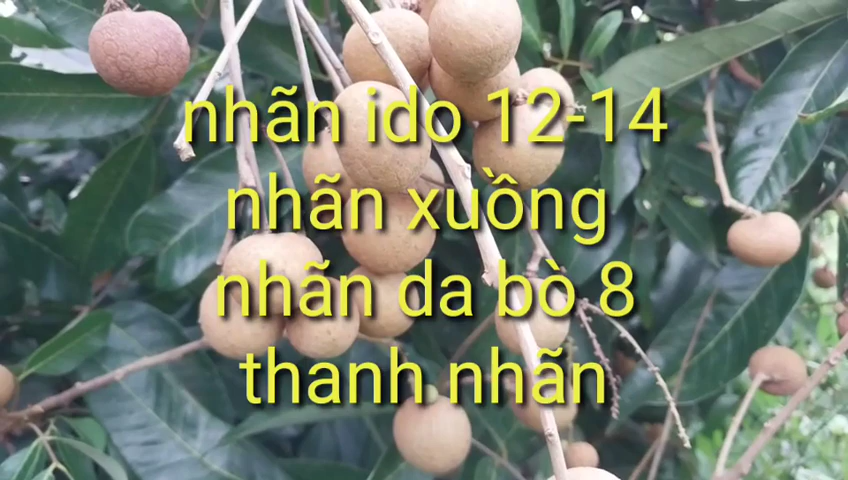 nhãn ido 12-14
nhãn xuồng
nhãn da bò 8
thanh nhãn